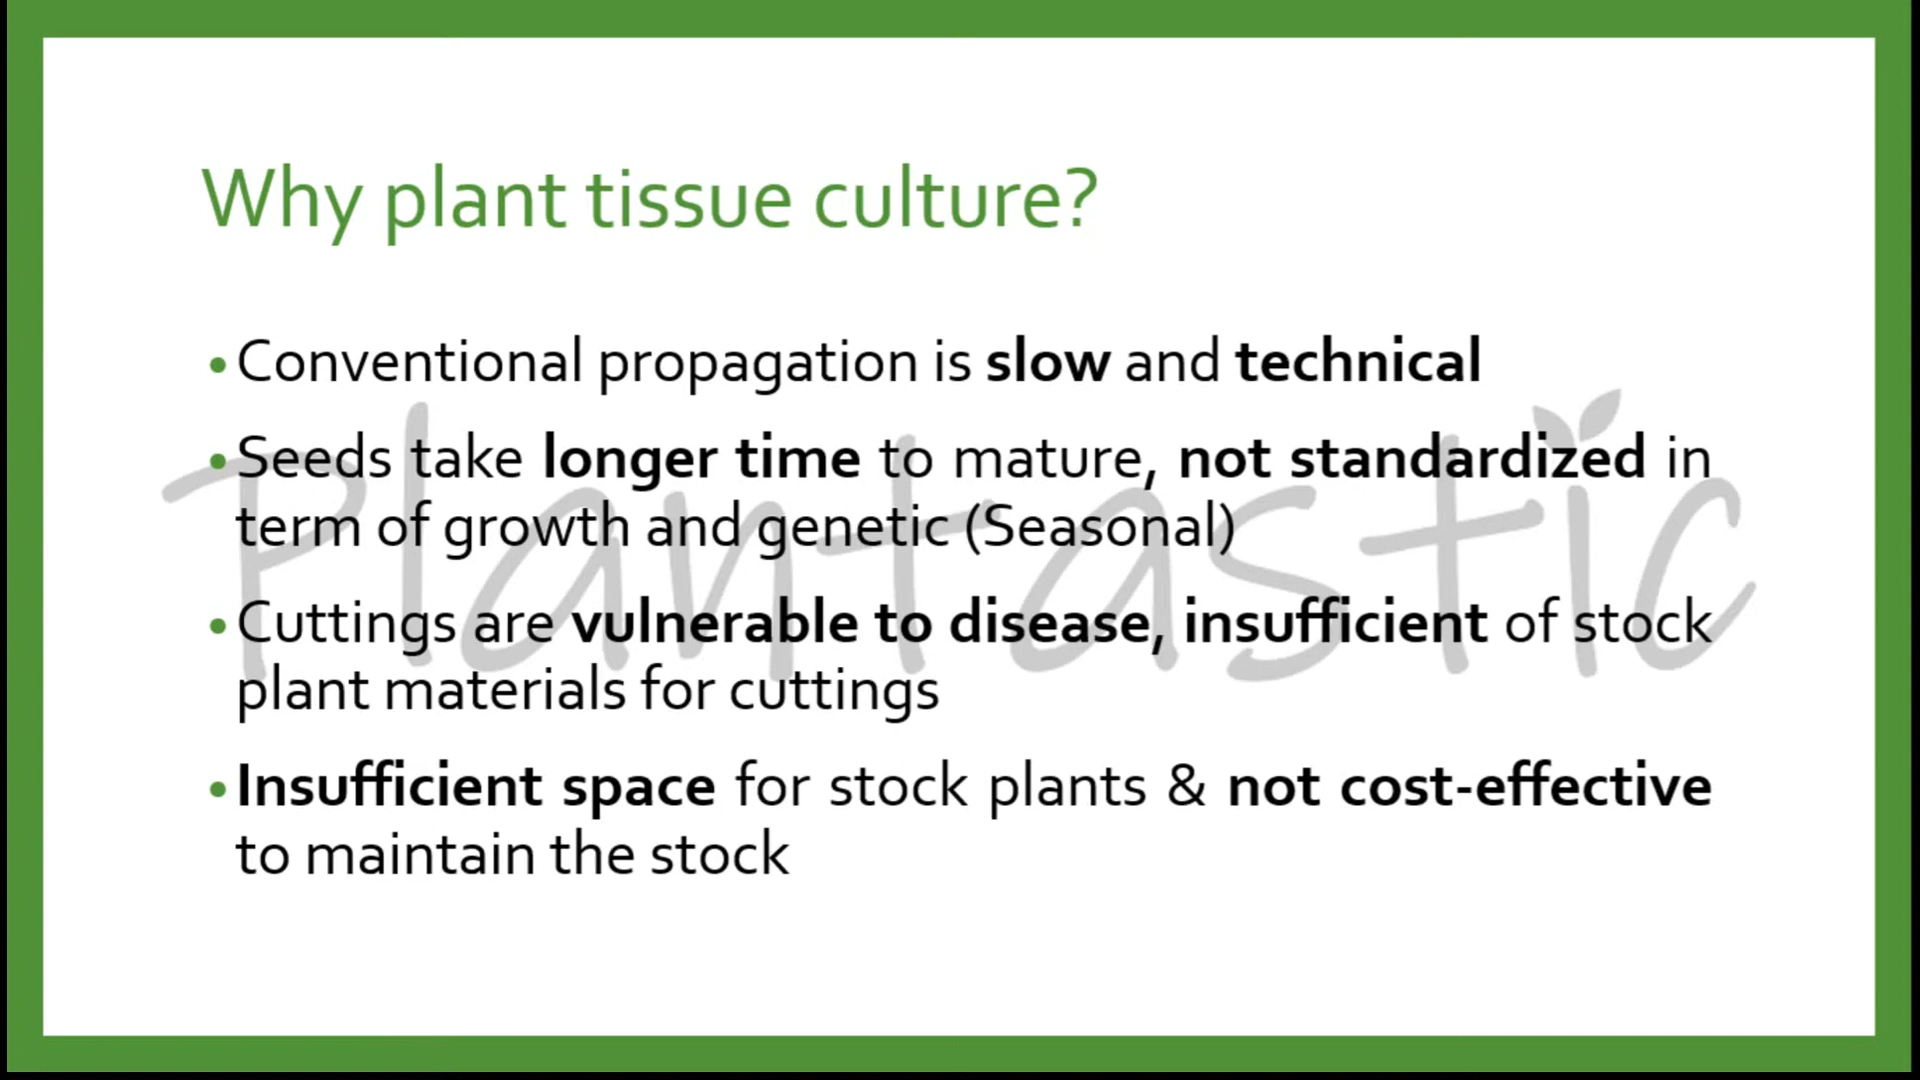 Why plant tissue culture?
• Conventional propagation is slow and technical
• Seeds take longer time to mature, not standardized in
term of growth and genetic (Seasonal)
• Cuttings are vulnerable to disease, insufficient of stock
plant materials for cuttings
• Insufficient space for stock plants & not cost-effective
to maintain the stock
Plantastic